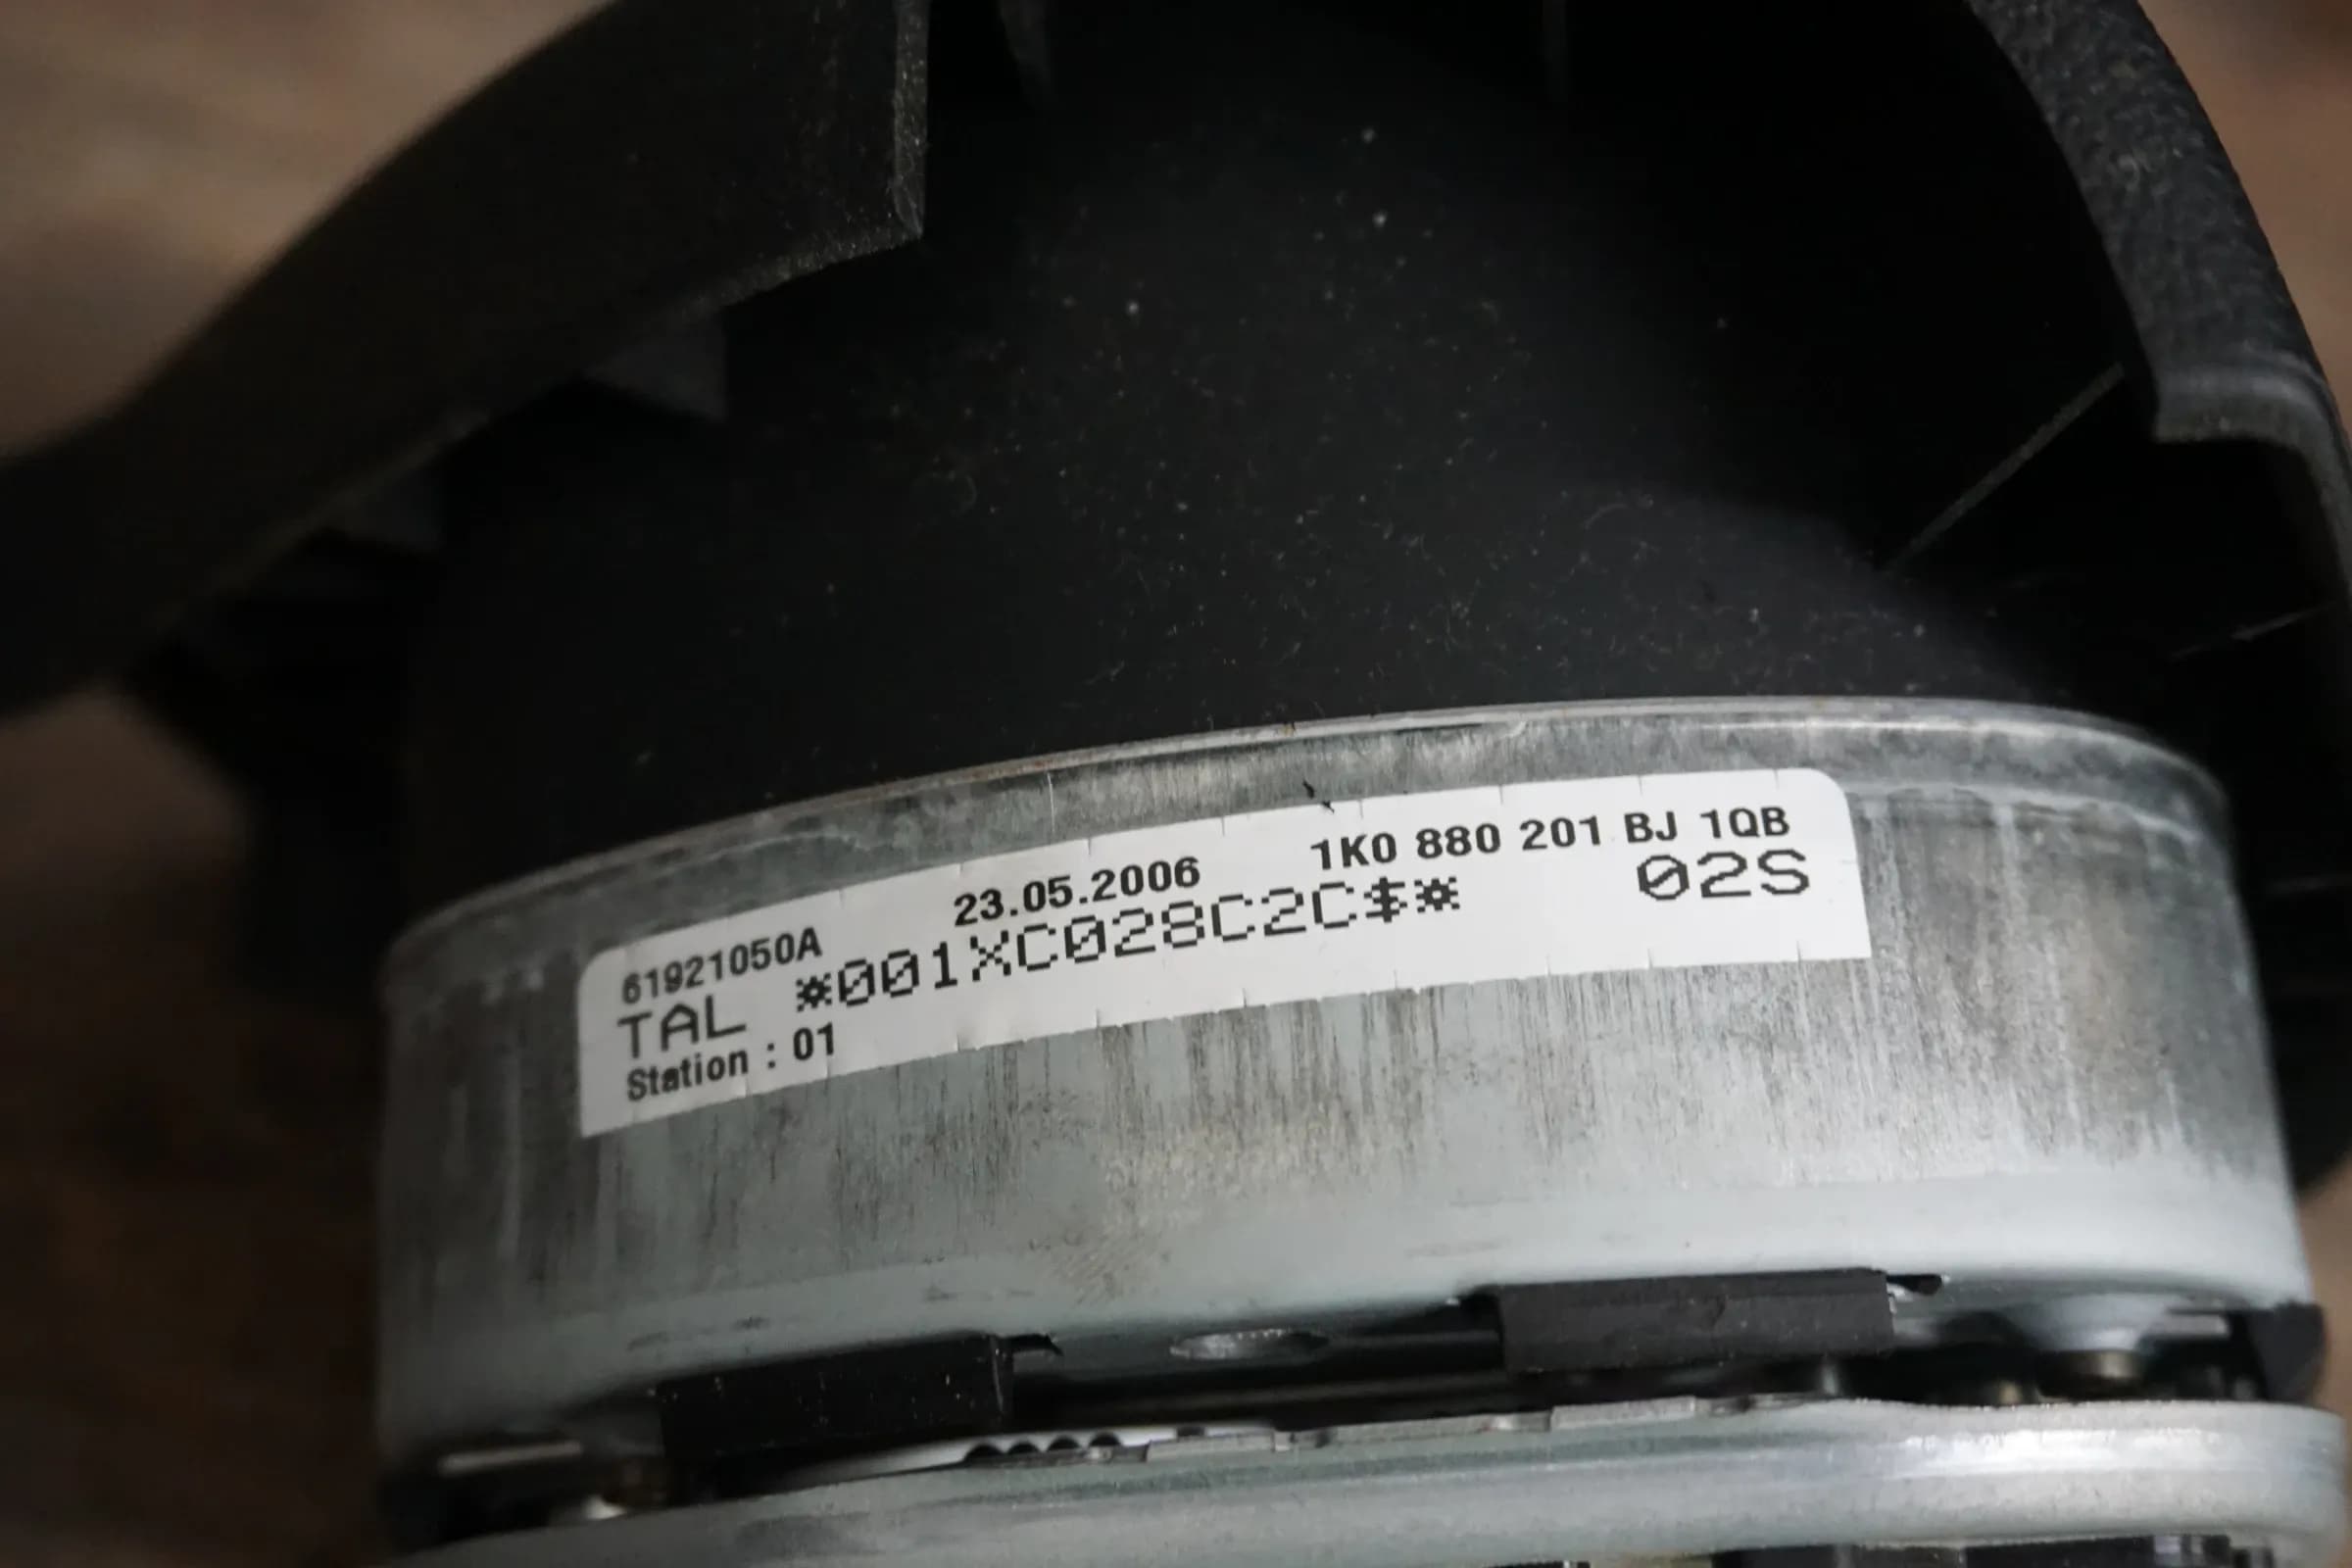 61921050A 23.05.2006 1K0 880 201 BJ 1QB
TAL *001XC028C2C$* 02S
Station : 01